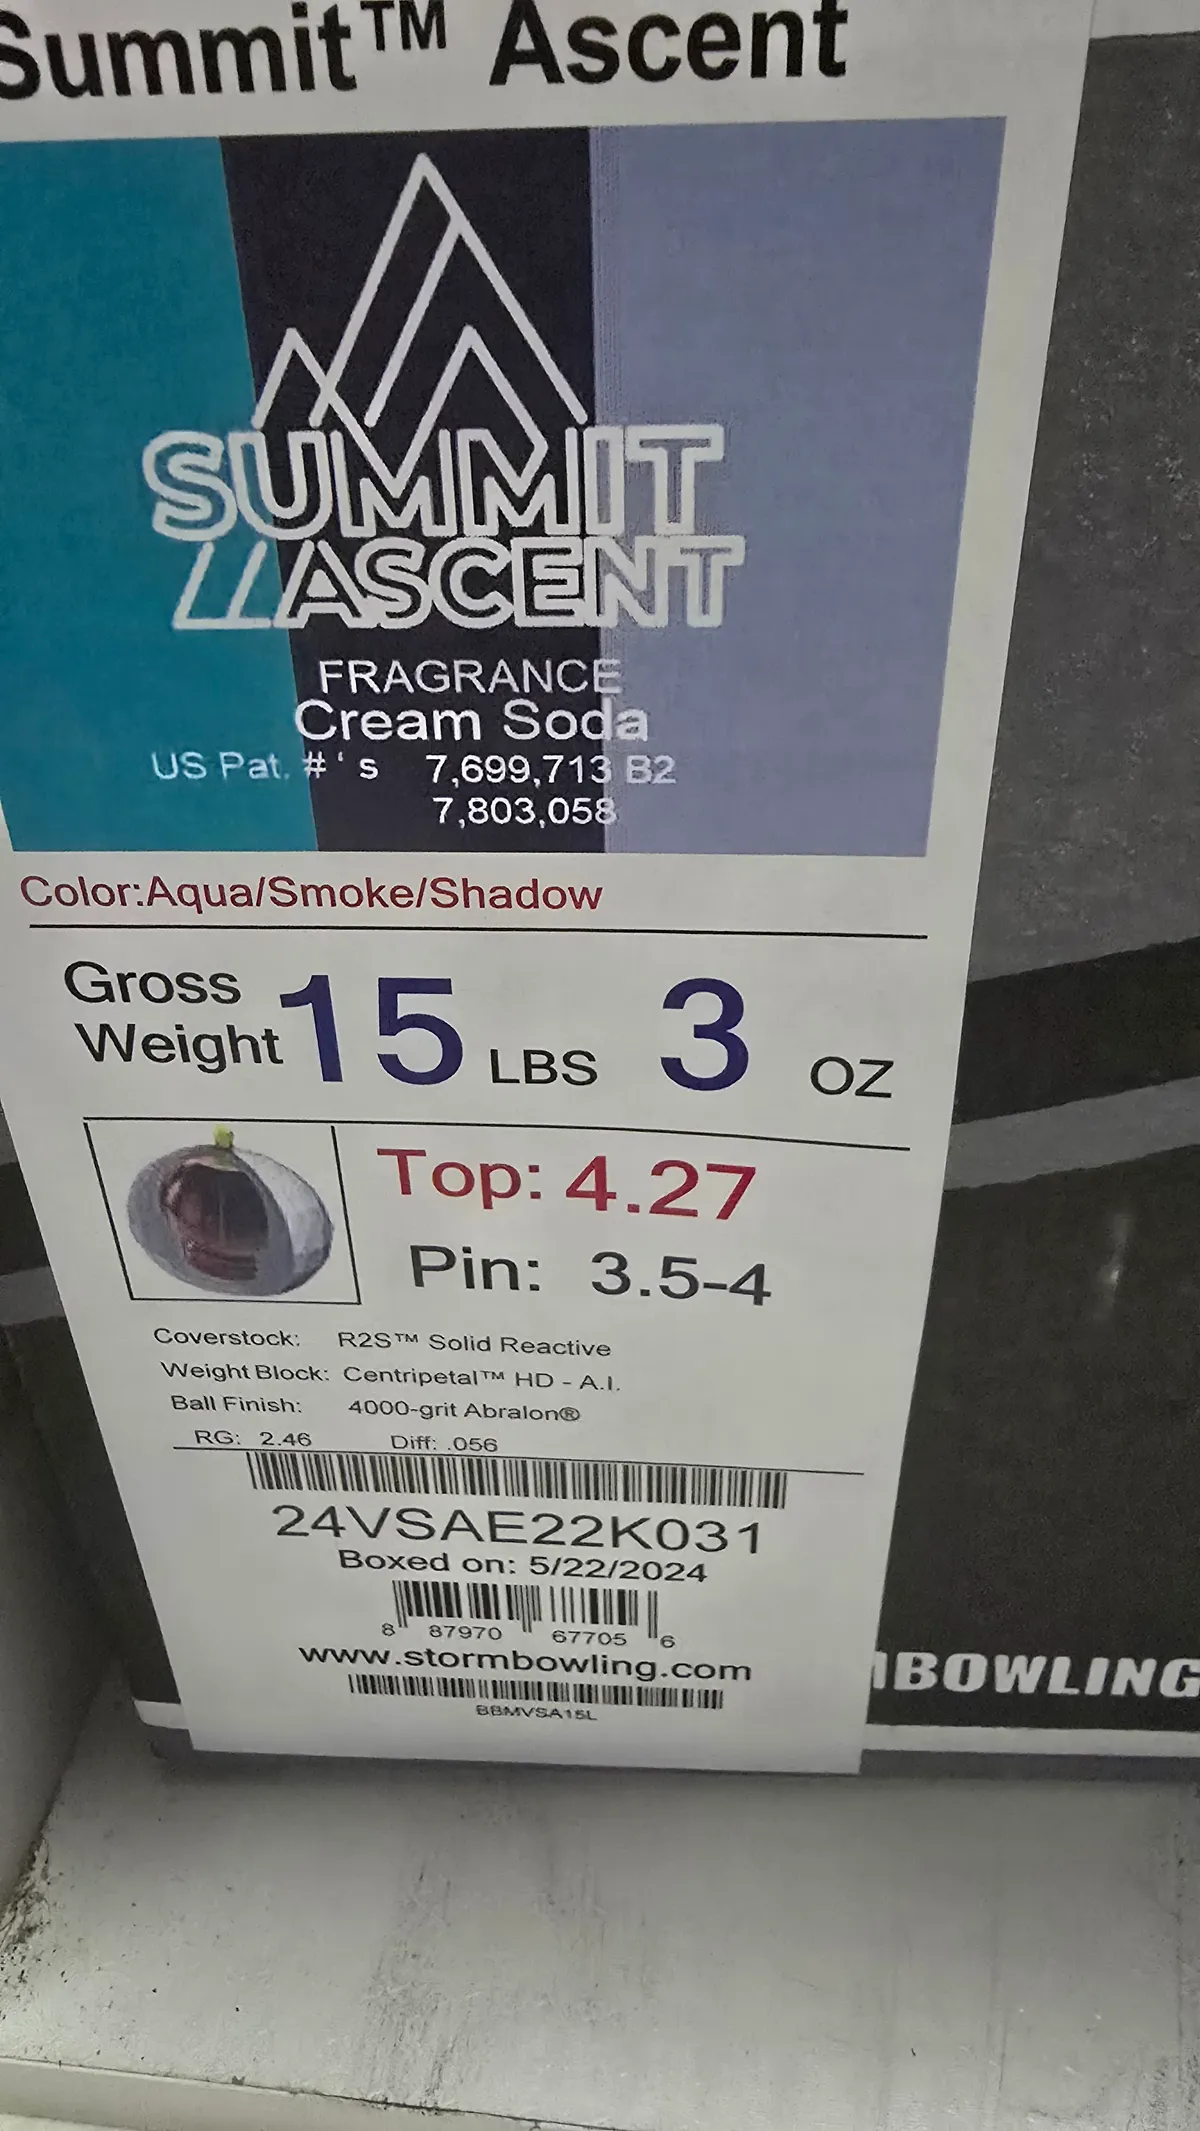 Summit™ Ascent
SUMMIT
ASCENT
FRAGRANCE
Cream Soda
US Pat. #'s 7,699,713 B2
7,803,058
Color:Aqua/Smoke/Shadow
Gross
Weight 15 LBS 3 OZ
Top: 4.27
Pin: 3.5-4
Coverstock: R2S™ Solid Reactive
Weight Block: Centripetal™ HD - A.I.
Ball Finish: 4000-grit Abralon®
RG: 2.46 Diff: .056
24VSAE22K031
Boxed on: 5/22/2024
8 87970 67705 6
www.stormbowling.com
BBMVSA15L
BOWLING